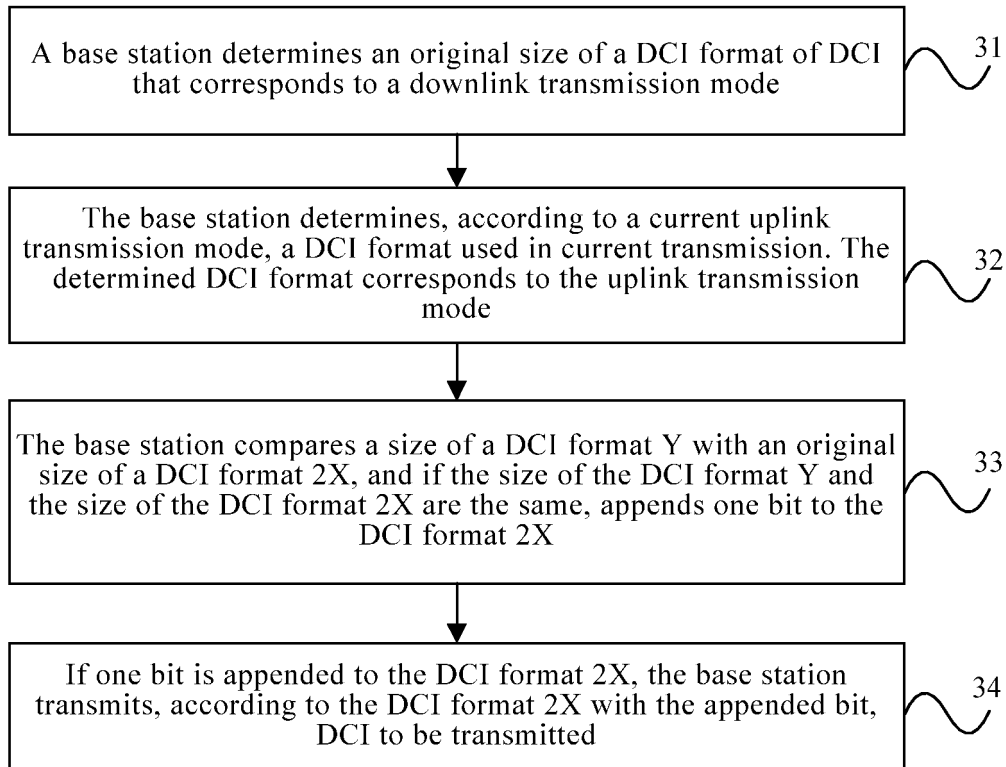 A base station determines an original size of a DCI format of DCI
that corresponds to a downlink transmission mode
31
The base station determines, according to a current uplink
transmission mode, a DCI format used in current transmission. The
determined DCI format corresponds to the uplink transmission
mode
32
The base station compares a size of a DCI format Y with an original
size of a DCI format 2X, and if the size of the DCI format Y and
the size of the DCI format 2X are the same, appends one bit to the
DCI format 2X
33
If one bit is appended to the DCI format 2X, the base station
transmits, according to the DCI format 2X with the appended bit,
DCI to be transmitted
34